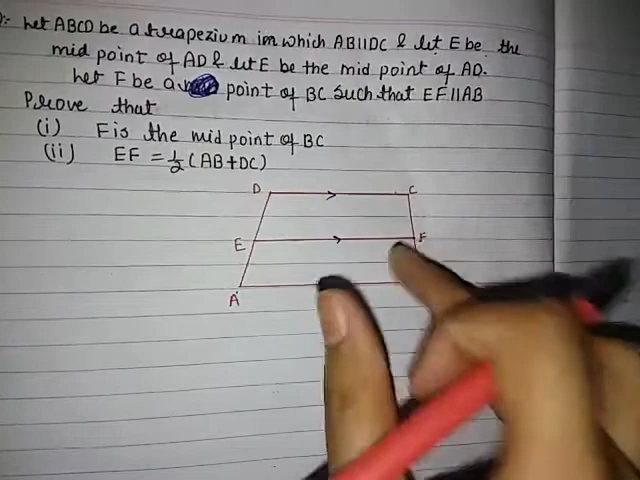 Q:- Let ABCD be a trapezium in which AB||DC & let E be the
mid point of AD & let E be the mid point of AD.
Let F be a point of BC such that EF||AB
Prove that
(i) F is the mid point of BC
(ii) EF = 1/2 (AB+DC)
D C
E F
A